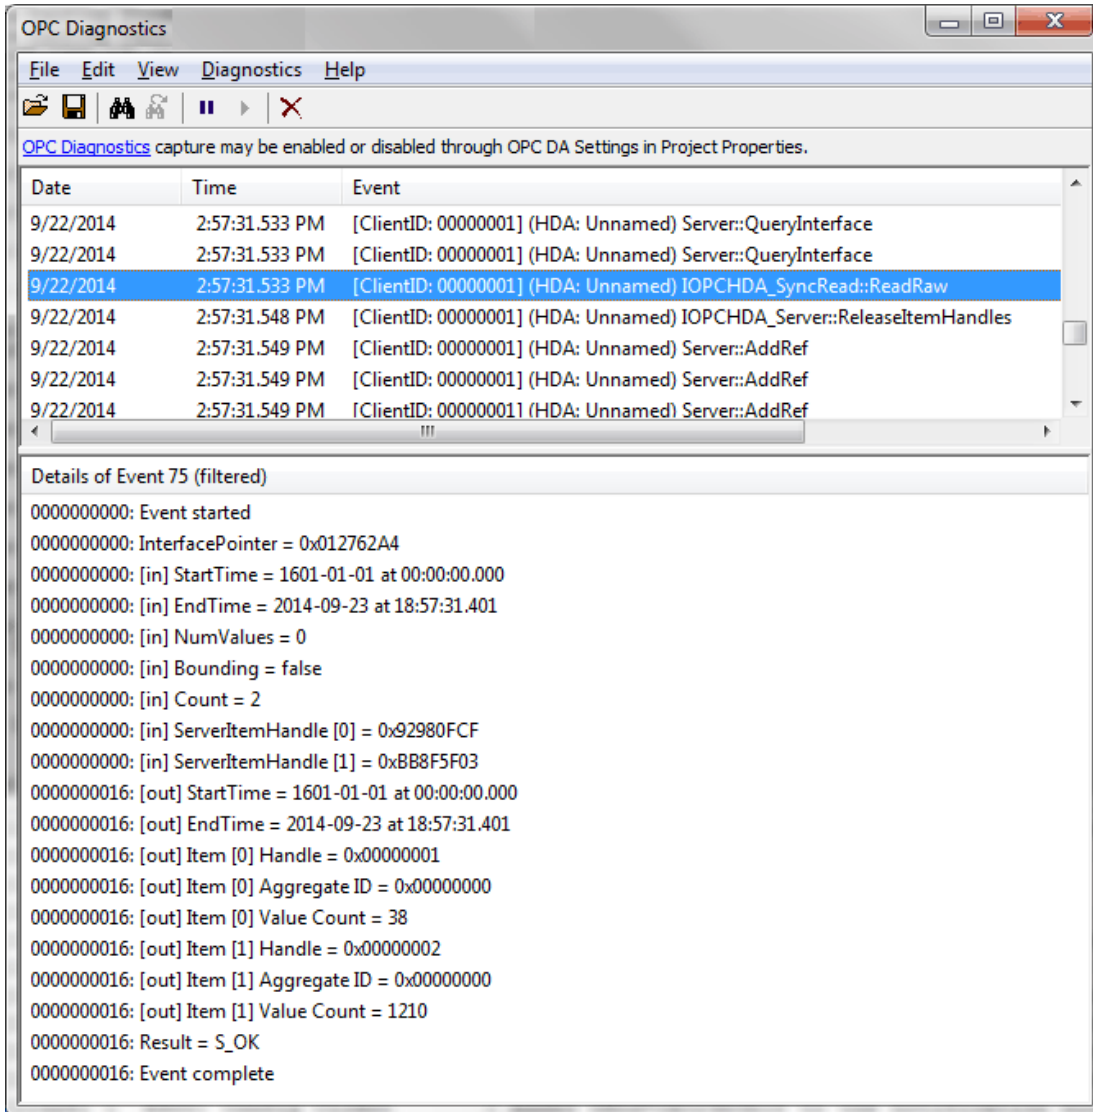 OPC Diagnostics
File Edit View Diagnostics Help
OPC Diagnostics capture may be enabled or disabled through OPC DA Settings in Project Properties.
Date Time Event
9/22/2014 2:57:31.533 PM [ClientID: 00000001] (HDA: Unnamed) Server::QueryInterface
9/22/2014 2:57:31.533 PM [ClientID: 00000001] (HDA: Unnamed) Server::QueryInterface
9/22/2014 2:57:31.533 PM [ClientID: 00000001] (HDA: Unnamed) IOPCHDA_SyncRead::ReadRaw
9/22/2014 2:57:31.548 PM [ClientID: 00000001] (HDA: Unnamed) IOPCHDA_Server::ReleaseItemHandles
9/22/2014 2:57:31.549 PM [ClientID: 00000001] (HDA: Unnamed) Server::AddRef
9/22/2014 2:57:31.549 PM [ClientID: 00000001] (HDA: Unnamed) Server::AddRef
9/22/2014 2:57:31.549 PM [ClientID: 00000001] (HDA: Unnamed) Server::AddRef
Details of Event 75 (filtered)
0000000000: Event started
0000000000: InterfacePointer = 0x012762A4
0000000000: [in] StartTime = 1601-01-01 at 00:00:00.000
0000000000: [in] EndTime = 2014-09-23 at 18:57:31.401
0000000000: [in] NumValues = 0
0000000000: [in] Bounding = false
0000000000: [in] Count = 2
0000000000: [in] ServerItemHandle [0] = 0x92980FCF
0000000000: [in] ServerItemHandle [1] = 0xBB8F5F03
0000000016: [out] StartTime = 1601-01-01 at 00:00:00.000
0000000016: [out] EndTime = 2014-09-23 at 18:57:31.401
0000000016: [out] Item [0] Handle = 0x00000001
0000000016: [out] Item [0] Aggregate ID = 0x00000000
0000000016: [out] Item [0] Value Count = 38
0000000016: [out] Item [1] Handle = 0x00000002
0000000016: [out] Item [1] Aggregate ID = 0x00000000
0000000016: [out] Item [1] Value Count = 1210
0000000016: Result = S_OK
0000000016: Event complete